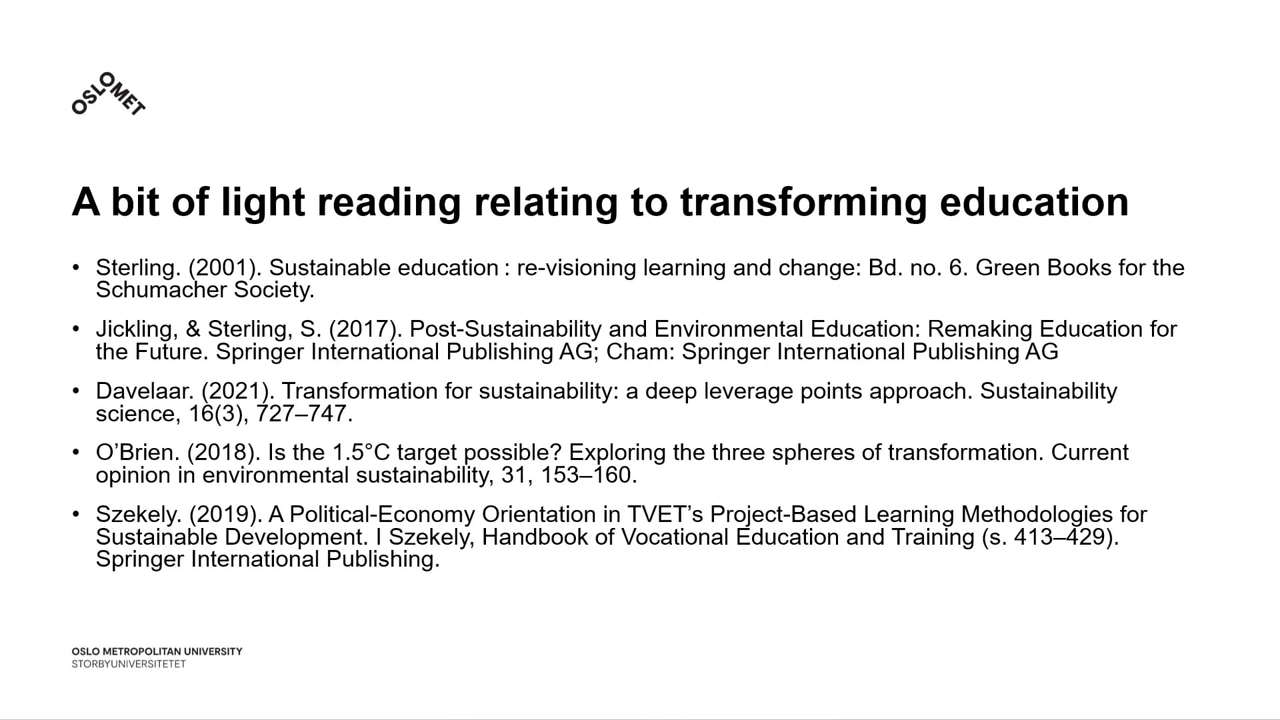 OSLOMET
A bit of light reading relating to transforming education
• Sterling. (2001). Sustainable education : re-visioning learning and change: Bd. no. 6. Green Books for the
Schumacher Society.
• Jickling, & Sterling, S. (2017). Post-Sustainability and Environmental Education: Remaking Education for
the Future. Springer International Publishing AG; Cham: Springer International Publishing AG
• Davelaar. (2021). Transformation for sustainability: a deep leverage points approach. Sustainability
science, 16(3), 727–747.
• O’Brien. (2018). Is the 1.5°C target possible? Exploring the three spheres of transformation. Current
opinion in environmental sustainability, 31, 153–160.
• Szekely. (2019). A Political-Economy Orientation in TVET’s Project-Based Learning Methodologies for
Sustainable Development. I Szekely, Handbook of Vocational Education and Training (s. 413–429).
Springer International Publishing.
OSLO METROPOLITAN UNIVERSITY
STORBYUNIVERSITETET